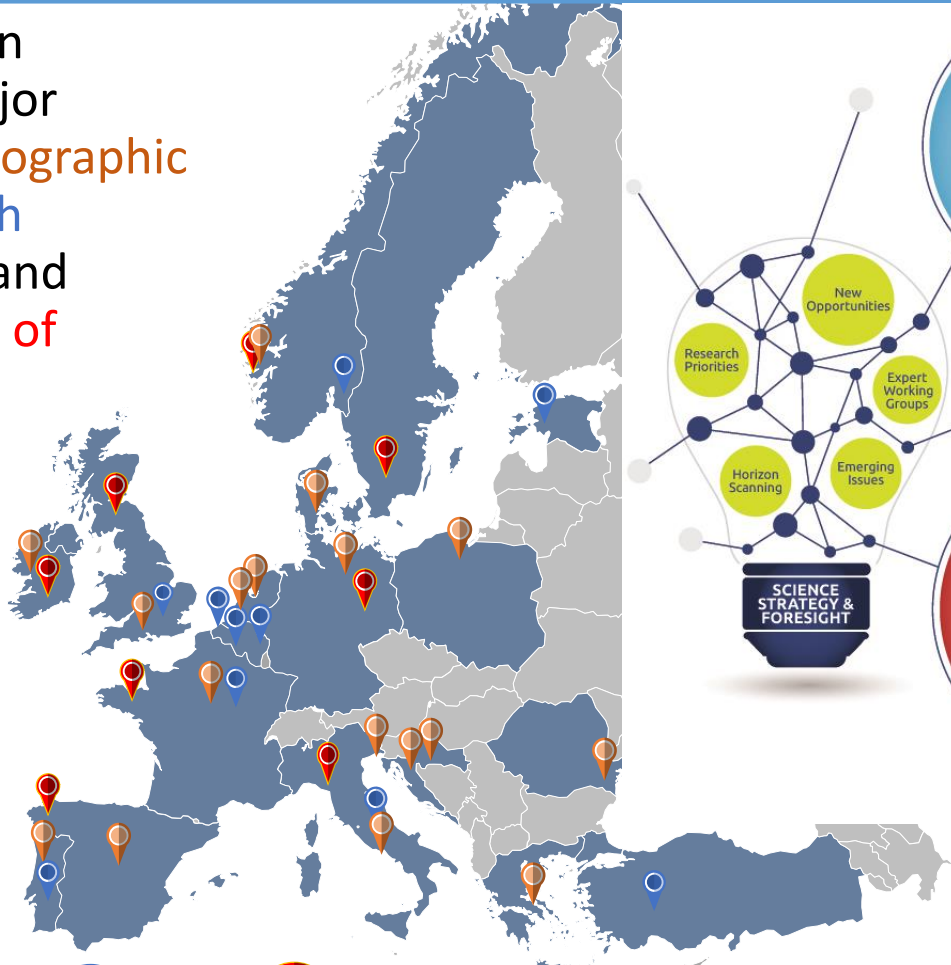 n
jor
ographic
h
and
of
New
Opportunities
Research
Priorities
Expert
Working
Groups
Horizon
Scanning
Emerging
Issues
SCIENCE
STRATEGY &
FORESIGHT